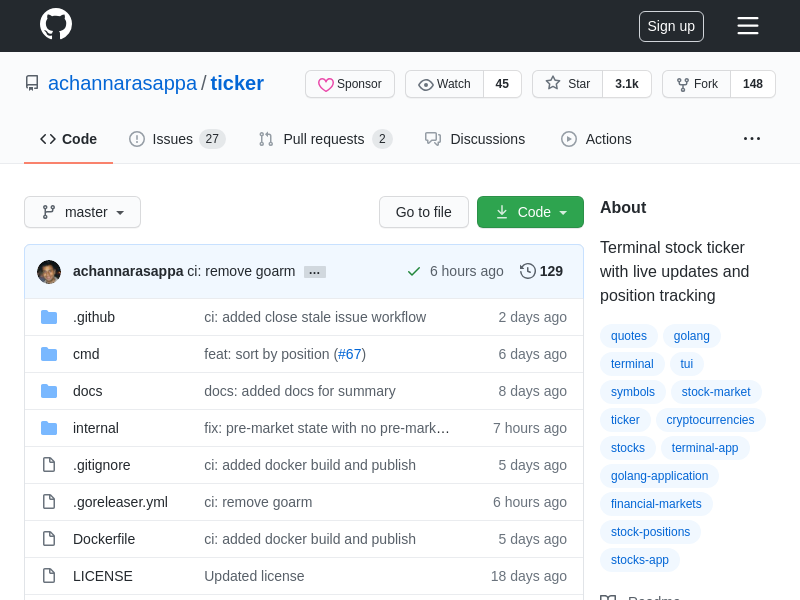 Sign up
achannarasappa / ticker
Sponsor
Watch 45
Star 3.1k
Fork 148
Code
Issues 27
Pull requests 2
Discussions
Actions
master
Go to file
Code
achannarasappa ci: remove goarm ...
6 hours ago
129
.github ci: added close stale issue workflow 2 days ago
cmd feat: sort by position (#67) 6 days ago
docs docs: added docs for summary 8 days ago
internal fix: pre-market state with no pre-mark… 7 hours ago
.gitignore ci: added docker build and publish 5 days ago
.goreleaser.yml ci: remove goarm 6 hours ago
Dockerfile ci: added docker build and publish 5 days ago
LICENSE Updated license 18 days ago
About
Terminal stock ticker
with live updates and
position tracking
quotes golang
terminal tui
symbols stock-market
ticker cryptocurrencies
stocks terminal-app
golang-application
financial-markets
stock-positions
stocks-app
Readme